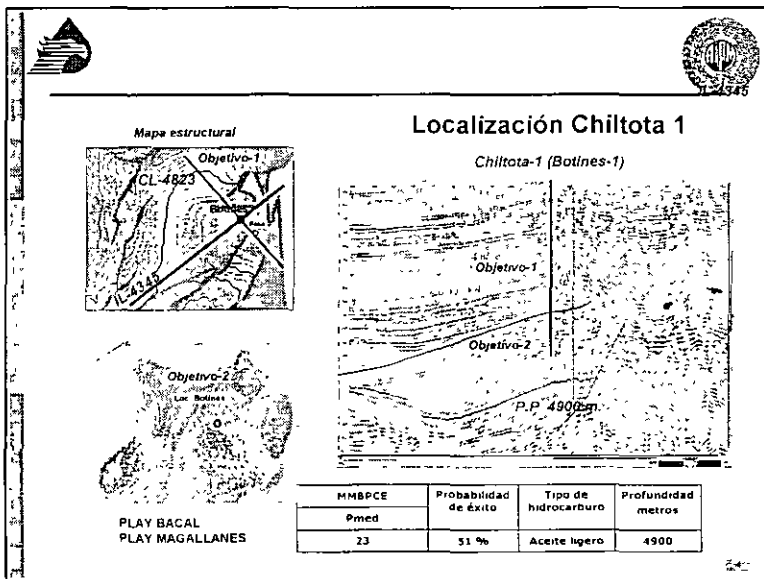 IL-4345
Localización Chiltota 1
Mapa estructural
Objetivo-1
CL-4823
Botines
IL-4345
Chiltota-1 (Botines-1)
Objetivo-1
Objetivo-2
P.P. 4900 m.
Objetivo-2
Loc Botines
PLAY BACAL
PLAY MAGALLANES
MMBPCE
Pmed
Probabilidad de éxito
Tipo de hidrocarburo
Profundidad metros
23
51 %
Aceite ligero
4900